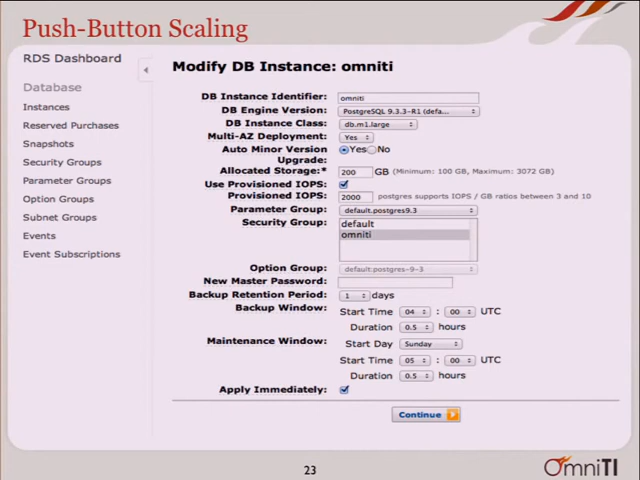 Push-Button Scaling
RDS Dashboard
Database
Instances
Reserved Purchases
Snapshots
Security Groups
Parameter Groups
Option Groups
Subnet Groups
Events
Event Subscriptions
Modify DB Instance: omniti
DB Instance Identifier: omniti
DB Engine Version: PostgreSQL 9.3.3-R1 (defa...
DB Instance Class: db.m1.large
Multi-AZ Deployment: Yes
Auto Minor Version Yes No
Upgrade:
Allocated Storage:* 200 GB (Minimum: 100 GB, Maximum: 3072 GB)
Use Provisioned IOPS:
Provisioned IOPS: 2000 postgres supports IOPS / GB ratios between 3 and 10
Parameter Group: default.postgres9.3
Security Group: default
omniti
Option Group: default:postgres-9-3
New Master Password:
Backup Retention Period: 1 days
Backup Window: Start Time 04 : 00 UTC
Duration 0.5 hours
Maintenance Window: Start Day Sunday
Start Time 05 : 00 UTC
Duration 0.5 hours
Apply Immediately:
Continue
23
OmniTI